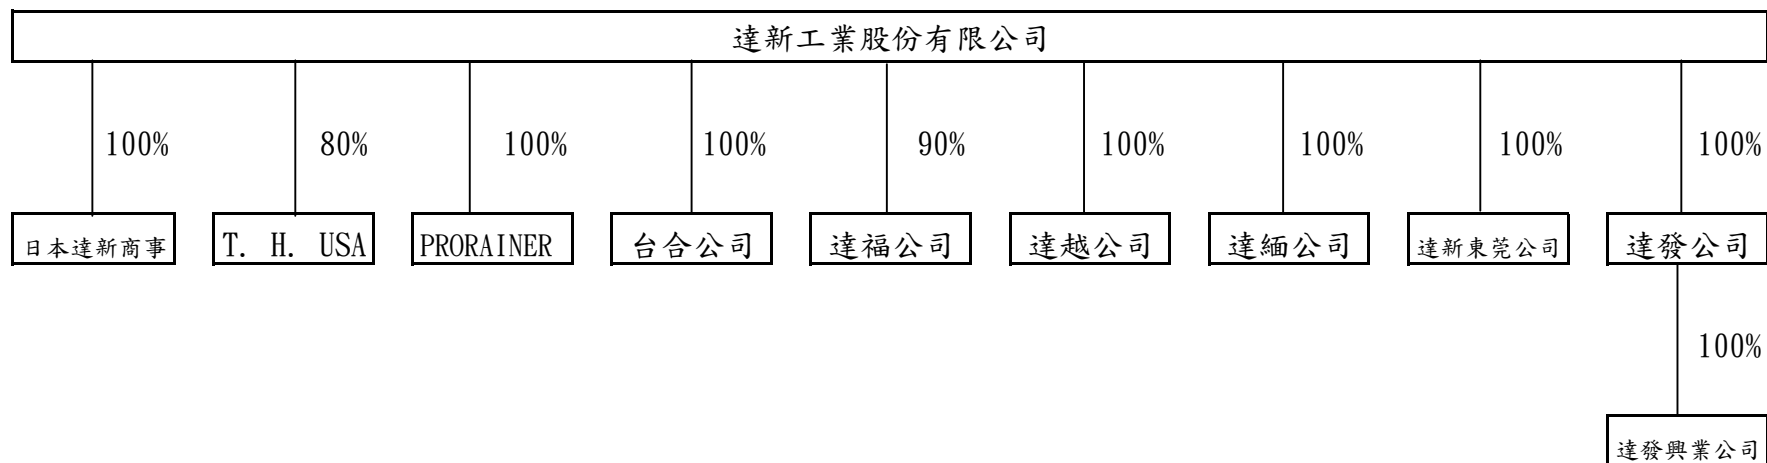 達新工業股份有限公司
100% 80% 100% 100% 90% 100% 100% 100% 100%
日本達新商事 T. H. USA PRORAINER 台合公司 達福公司 達越公司 達緬公司 達新東莞公司 達發公司
100%
達發興業公司